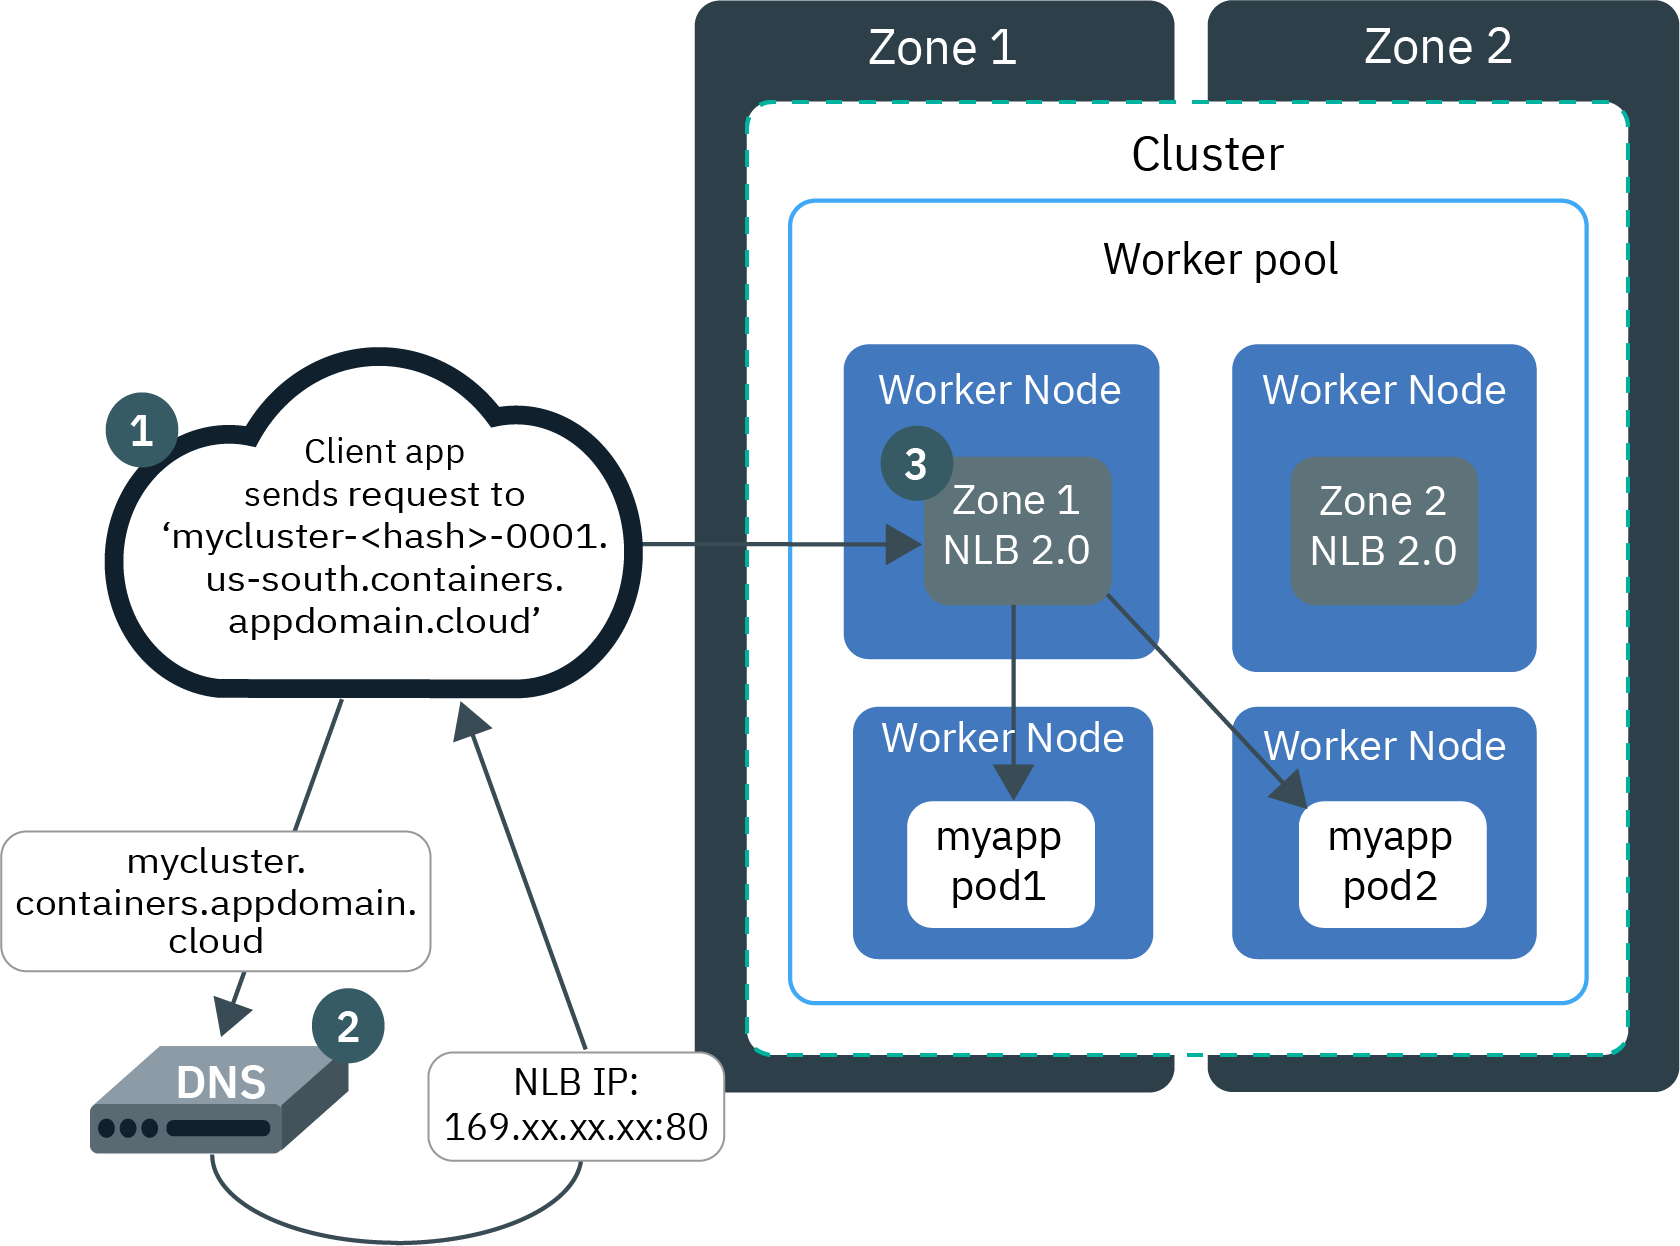 Zone 1
Zone 2
Cluster
Worker pool
1
Client app
sends request to
‘mycluster-<hash>-0001.
us-south.containers.
appdomain.cloud’
Worker Node
3
Zone 1
NLB 2.0
Worker Node
Zone 2
NLB 2.0
Worker Node
myapp
pod1
Worker Node
myapp
pod2
mycluster.
containers.appdomain.
cloud
2
DNS
NLB IP:
169.xx.xx.xx:80